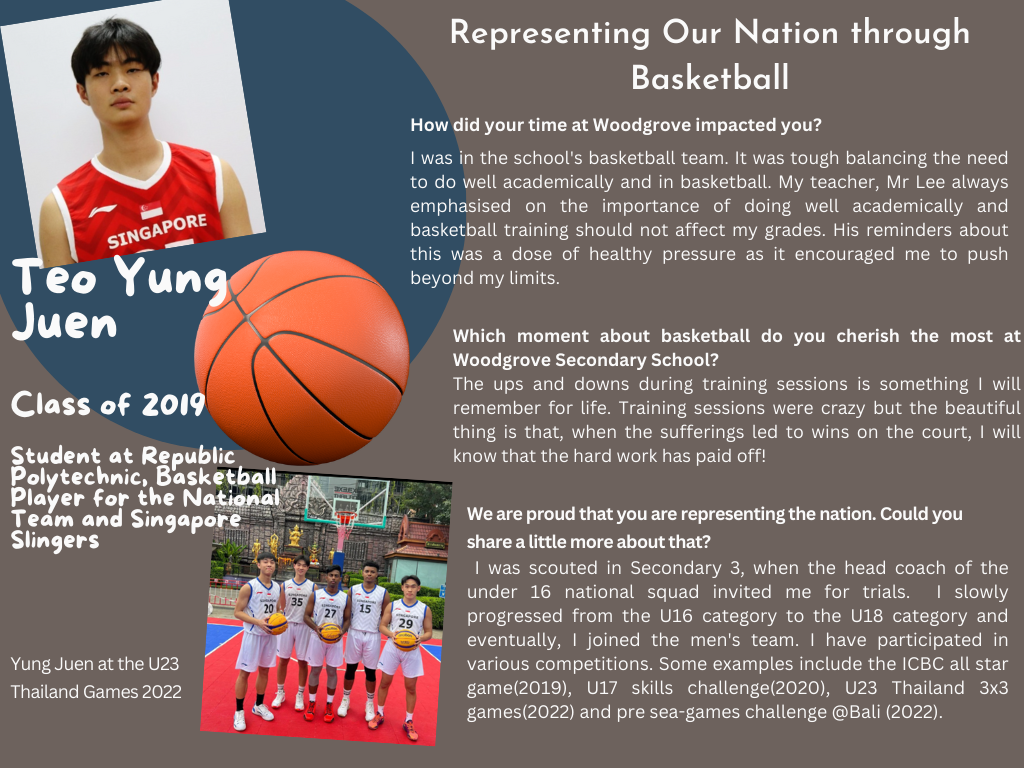 Representing Our Nation through
Basketball
SINGAPORE
Teo Yung
Juen
Class of 2019
Student at Republic
Polytechnic, Basketball
Player for the National
Team and Singapore
Slingers
Yung Juen at the U23
Thailand Games 2022
20
35
27
15
29
How did your time at Woodgrove impacted you?
I was in the school's basketball team. It was tough balancing the need
to do well academically and in basketball. My teacher, Mr Lee always
emphasised on the importance of doing well academically and
basketball training should not affect my grades. His reminders about
this was a dose of healthy pressure as it encouraged me to push
beyond my limits.
Which moment about basketball do you cherish the most at
Woodgrove Secondary School?
The ups and downs during training sessions is something I will
remember for life. Training sessions were crazy but the beautiful
thing is that, when the sufferings led to wins on the court, I will
know that the hard work has paid off!
We are proud that you are representing the nation. Could you
share a little more about that?
I was scouted in Secondary 3, when the head coach of the
under 16 national squad invited me for trials. I slowly
progressed from the U16 category to the U18 category and
eventually, I joined the men's team. I have participated in
various competitions. Some examples include the ICBC all star
game(2019), U17 skills challenge(2020), U23 Thailand 3x3
games(2022) and pre sea-games challenge @Bali (2022).